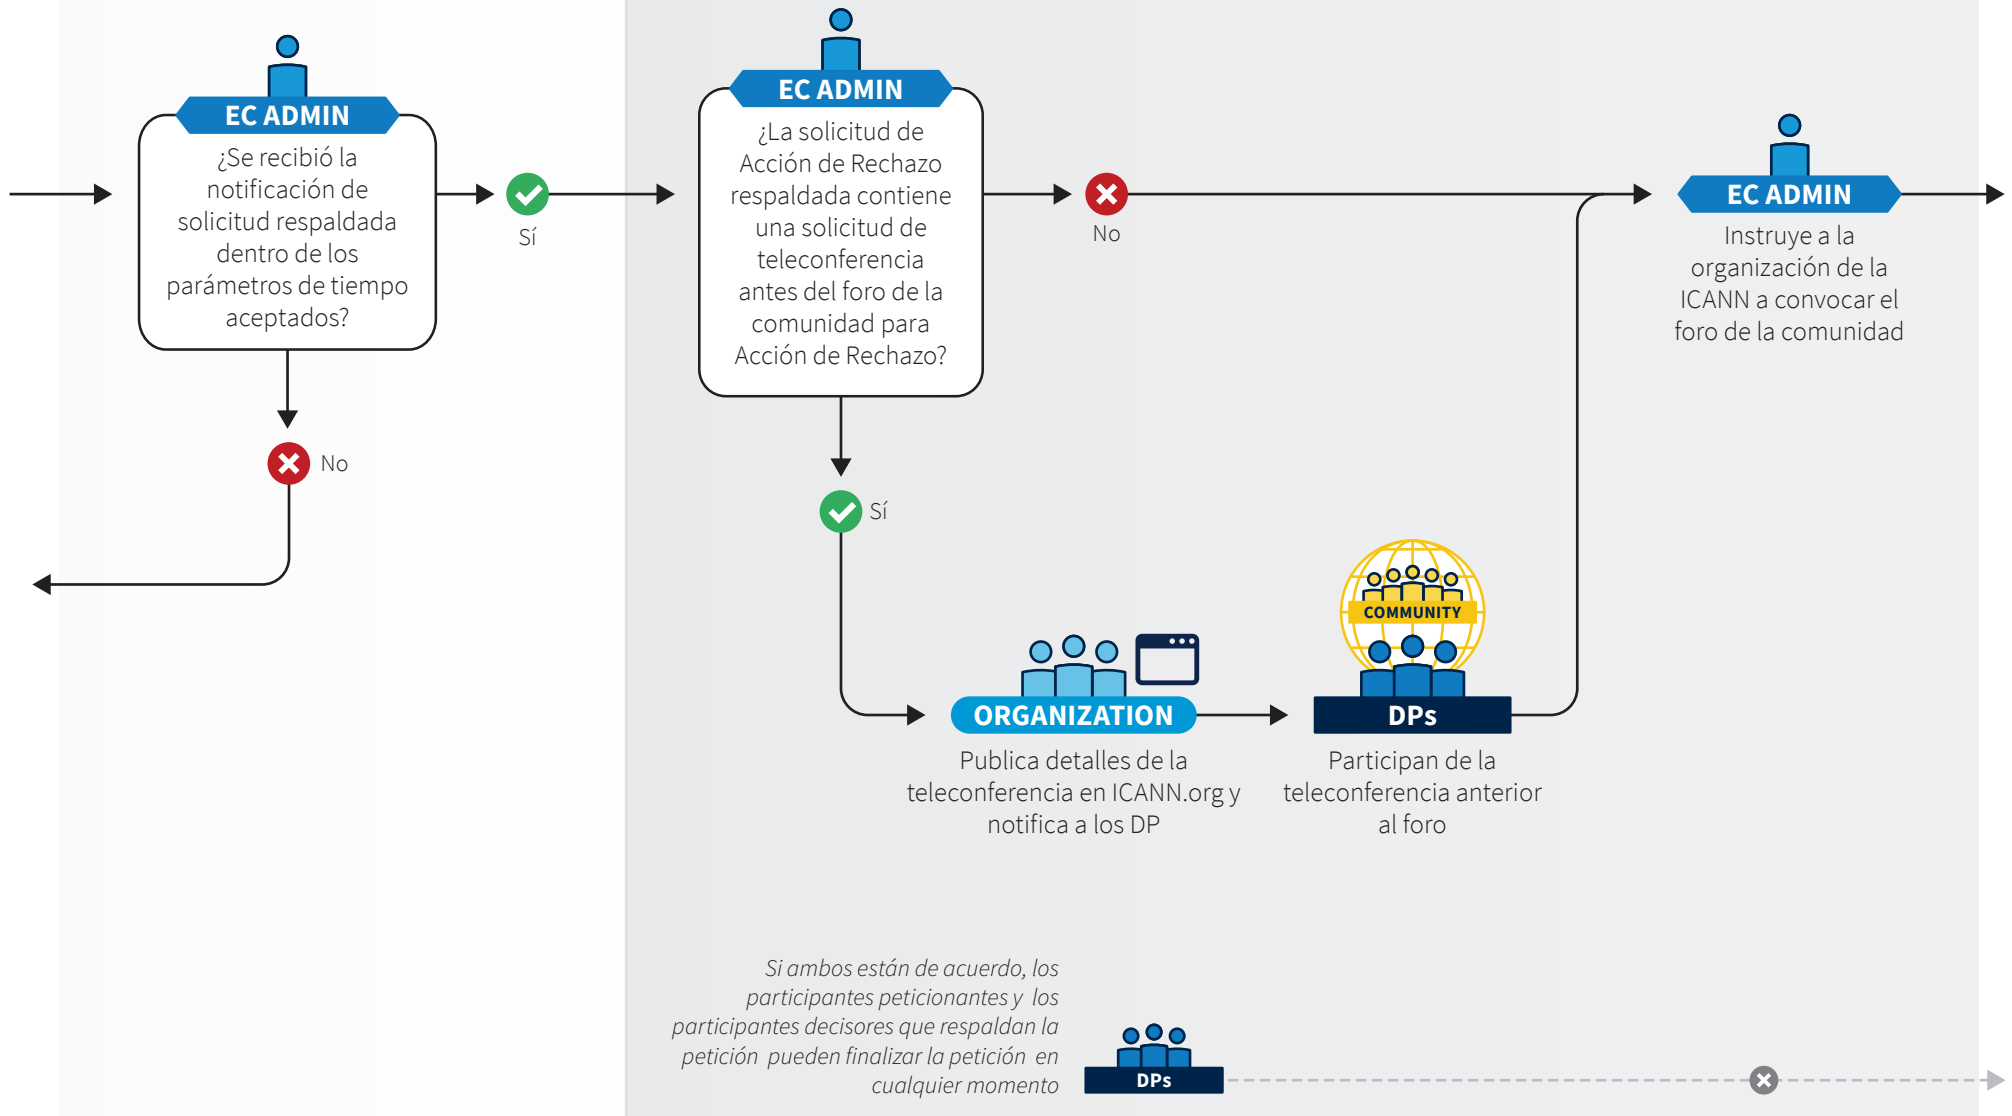 EC ADMIN
¿Se recibió la
notificación de
solicitud respaldada
dentro de los
parámetros de tiempo
aceptados?
Sí
No
EC ADMIN
¿La solicitud de
Acción de Rechazo
respaldada contiene
una solicitud de
teleconferencia
antes del foro de la
comunidad para
Acción de Rechazo?
No
Sí
EC ADMIN
Instruye a la
organización de la
ICANN a convocar el
foro de la comunidad
ORGANIZATION
Publica detalles de la
teleconferencia en ICANN.org y
notifica a los DP
COMMUNITY
DPs
Participan de la
teleconferencia anterior
al foro
Si ambos están de acuerdo, los
participantes peticionantes y los
participantes decisores que respaldan la
petición pueden finalizar la petición en
cualquier momento
DPs